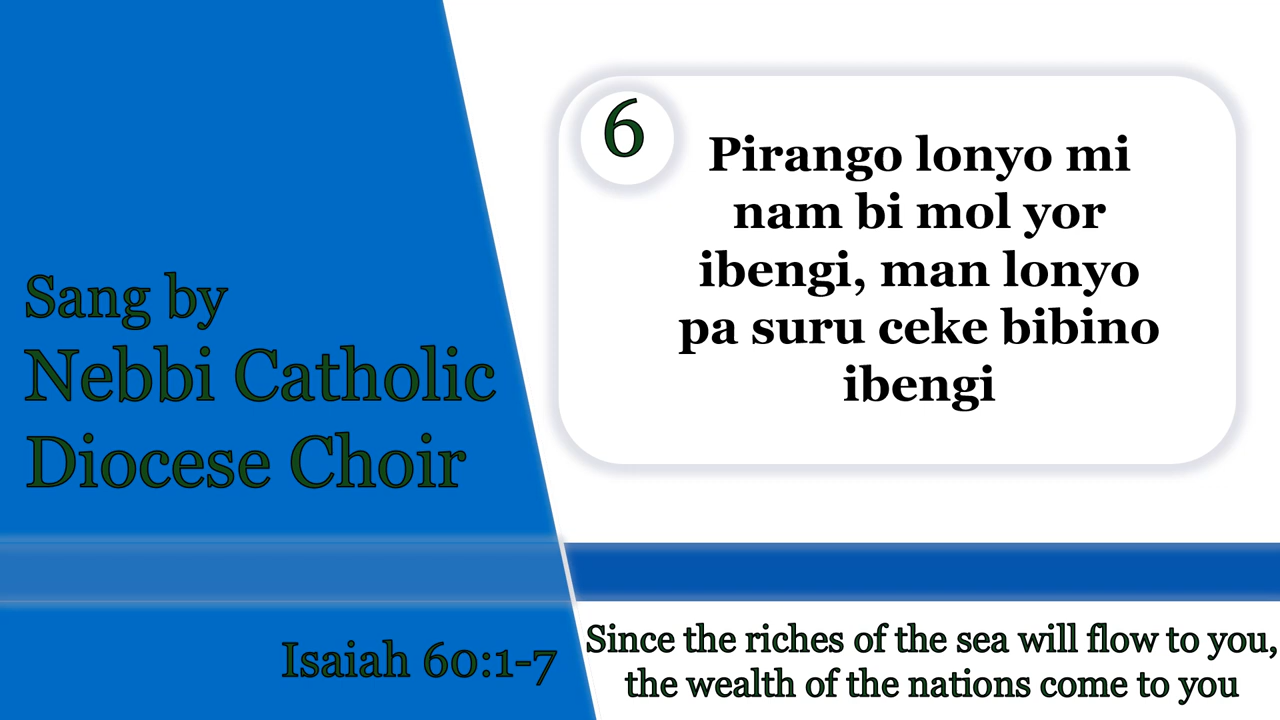 Sang by
Nebbi Catholic
Diocese Choir
Isaiah 60:1-7
6
Pirango lonyo mi
nam bi mol yor
ibengi, man lonyo
pa suru ceke bibino
ibengi
Since the riches of the sea will flow to you,
the wealth of the nations come to you